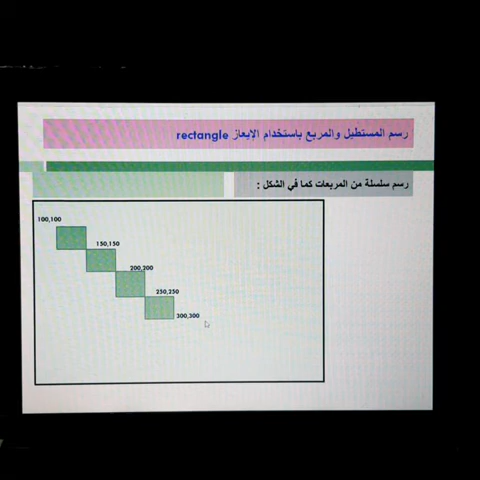 رسم المستطيل والمربع باستخدام الإيعاز rectangle
رسم سلسلة من المربعات كما في الشكل :
100,100
150,150
200,200
250,250
300,300